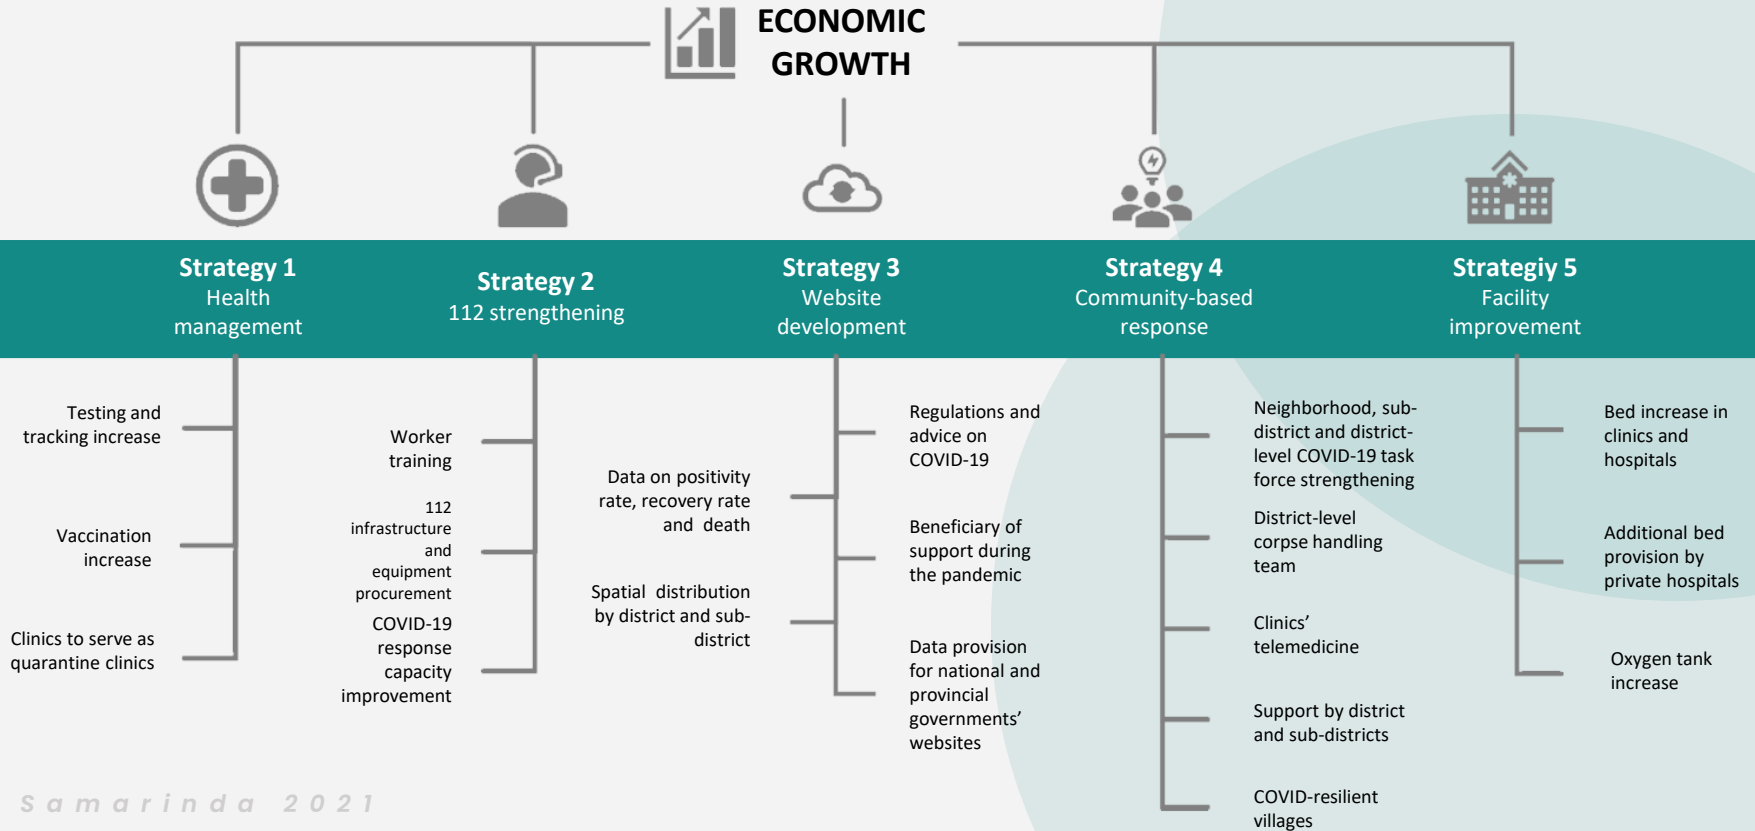 ECONOMIC
GROWTH
Strategy 1
Health
management
Strategy 2
112 strengthening
Strategy 3
Website
development
Strategy 4
Community-based
response
Strategiy 5
Facility
improvement
Testing and
tracking increase
Vaccination
increase
Clinics to serve as
quarantine clinics
Worker
training
112
infrastructure
and
equipment
procurement
COVID-19
response
capacity
improvement
Data on positivity
rate, recovery rate
and death
Spatial distribution
by district and sub-
district
Regulations and
advice on
COVID-19
Beneficiary of
support during
the pandemic
Data provision
for national and
provincial
governments’
websites
Neighborhood, sub-
district and district-
level COVID-19 task
force strengthening
District-level
corpse handling
team
Clinics’
telemedicine
Support by district
and sub-districts
COVID-resilient
villages
Bed increase in
clinics and
hospitals
Additional bed
provision by
private hospitals
Oxygen tank
increase
Samarinda 2021